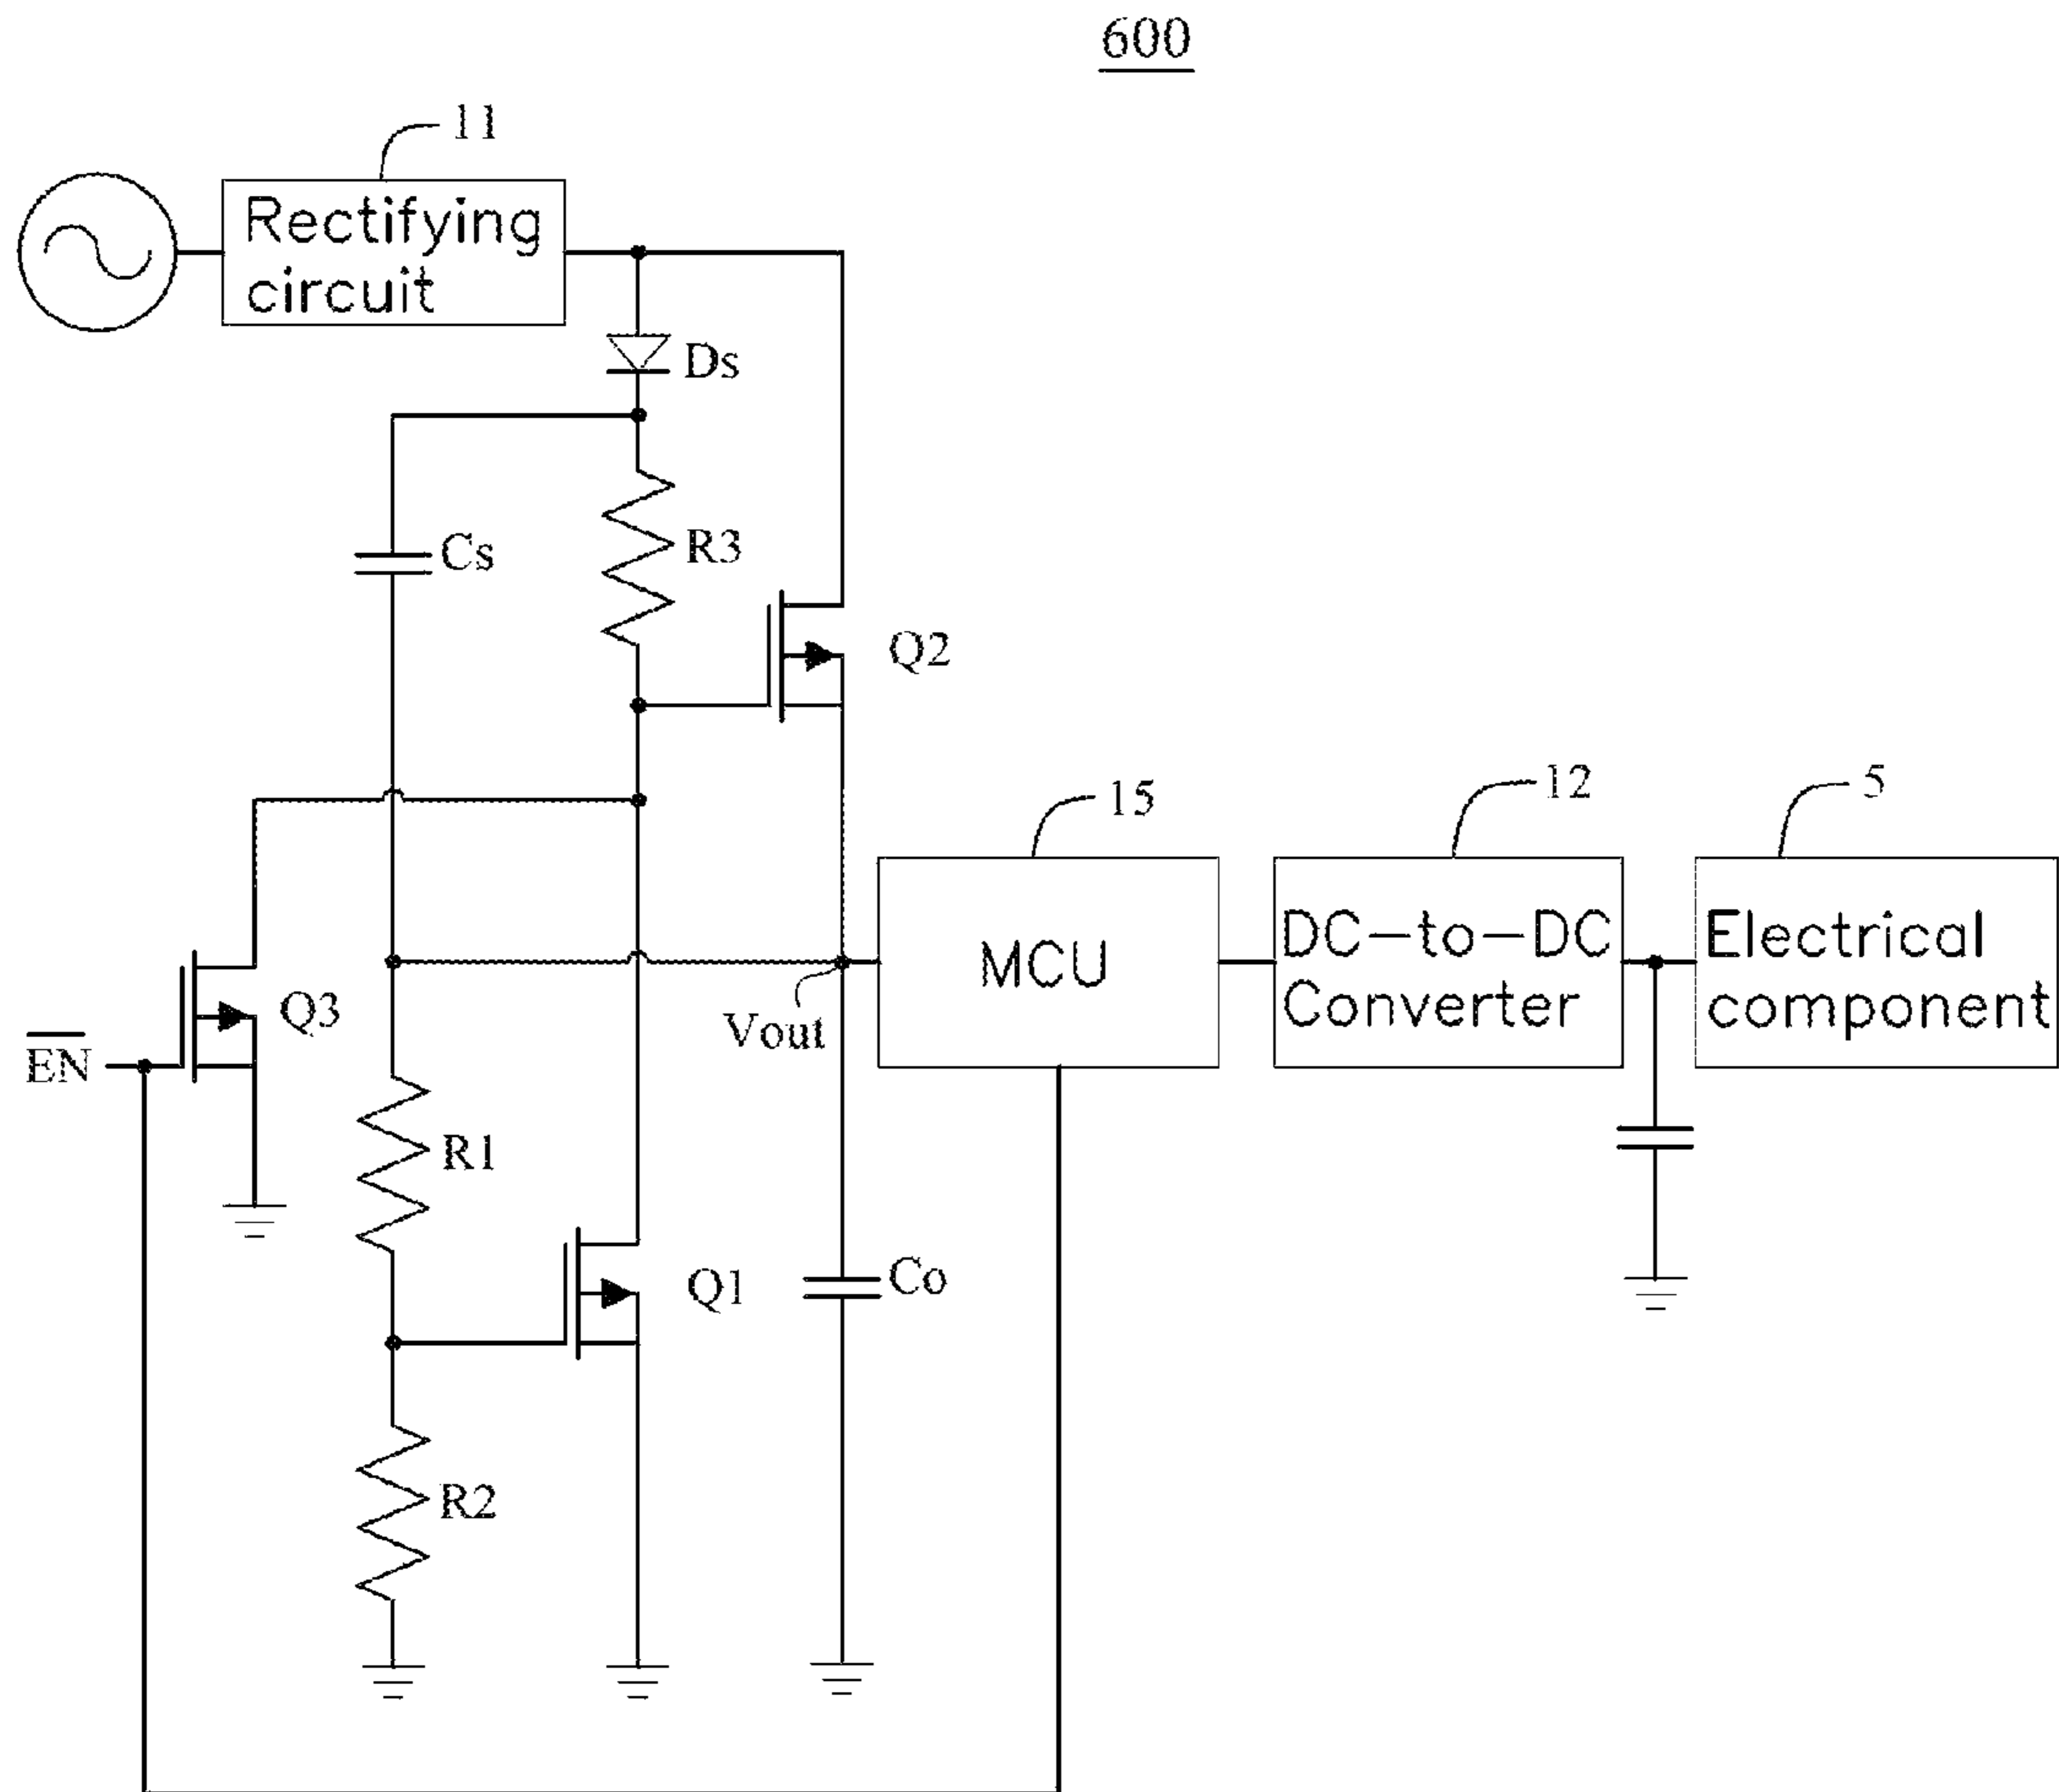 600
11
Rectifying
circuit
Ds
Cs
R3
Q2
15
12
5
MCU
DC-to-DC
Converter
Electrical
component
Q3
EN
Vout
R1
Q1
Co
R2